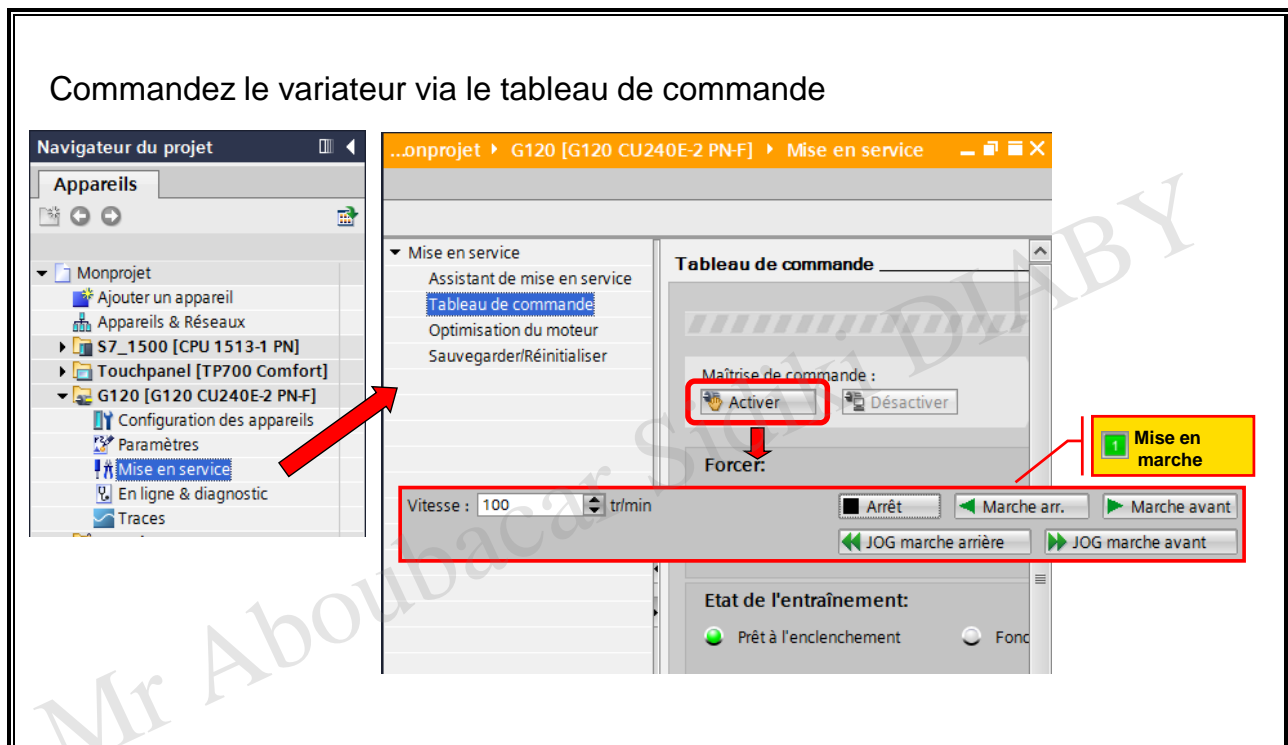 Commandez le variateur via le tableau de commande
Navigateur du projet
Appareils
Monprojet
Ajouter un appareil
Appareils & Réseaux
S7_1500 [CPU 1513-1 PN]
Touchpanel [TP700 Comfort]
G120 [G120 CU240E-2 PN-F]
Configuration des appareils
Paramètres
Mise en service
En ligne & diagnostic
Traces
...onprojet G120 [G120 CU240E-2 PN-F] Mise en service
Mise en service
Assistant de mise en service
Tableau de commande
Optimisation du moteur
Sauvegarder/Réinitialiser
Tableau de commande
Maîtrise de commande :
Activer Désactiver
Forcer:
1 Mise en
marche
Vitesse : 100 tr/min Arrêt Marche arr. Marche avant
JOG marche arrière JOG marche avant
Etat de l'entraînement:
Prêt à l'enclenchement Fonc
Mr Aboubacar Sidiki DIABY